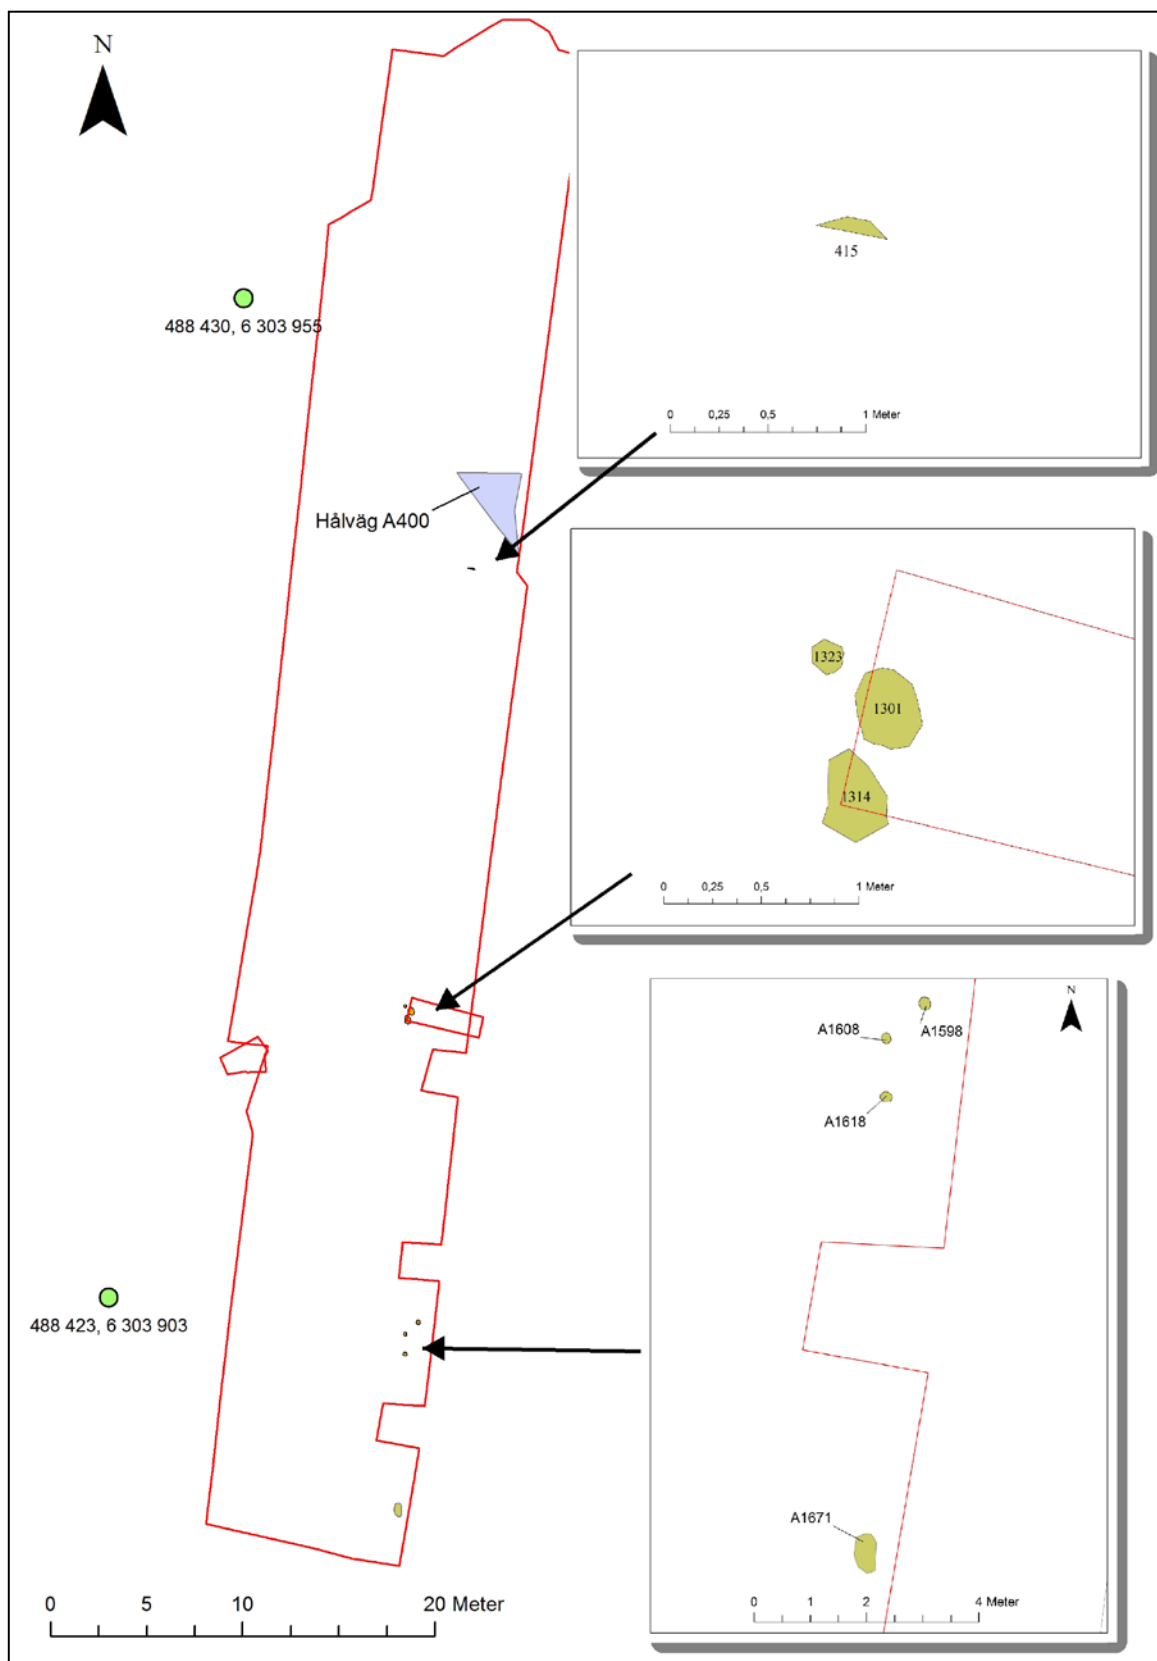 N
488 430, 6 303 955
Hålväg A400
488 423, 6 303 903
0 5 10 20 Meter
415
0 0,25 0,5 1 Meter
1323
1301
1314
0 0,25 0,5 1 Meter
N
A1608
A1598
A1618
A1671
0 1 2 4 Meter